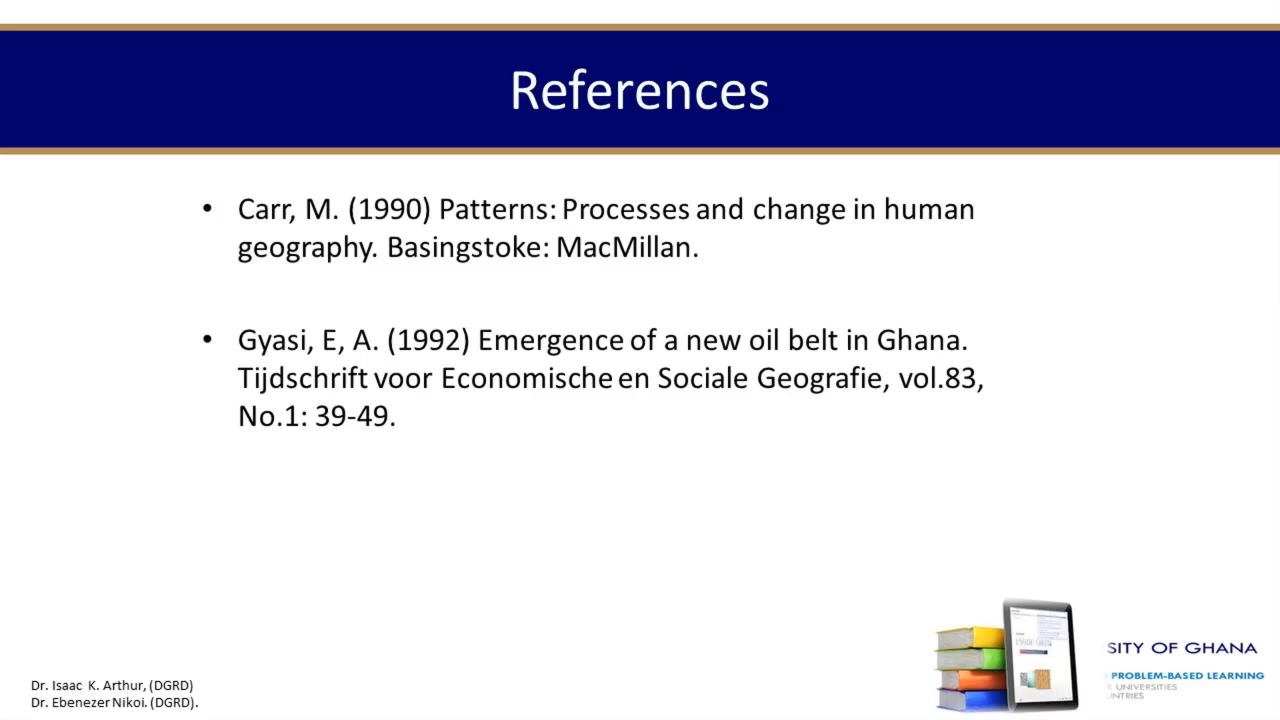 References
• Carr, M. (1990) Patterns: Processes and change in human
geography. Basingstoke: MacMillan.
• Gyasi, E, A. (1992) Emergence of a new oil belt in Ghana.
Tijdschrift voor Economische en Sociale Geografie, vol.83,
No.1: 39-49.
SITY OF GHANA
PROBLEM-BASED LEARNING
UNIVERSITIES
NTRIES
Dr. Isaac K. Arthur, (DGRD)
Dr. Ebenezer Nikoi. (DGRD).